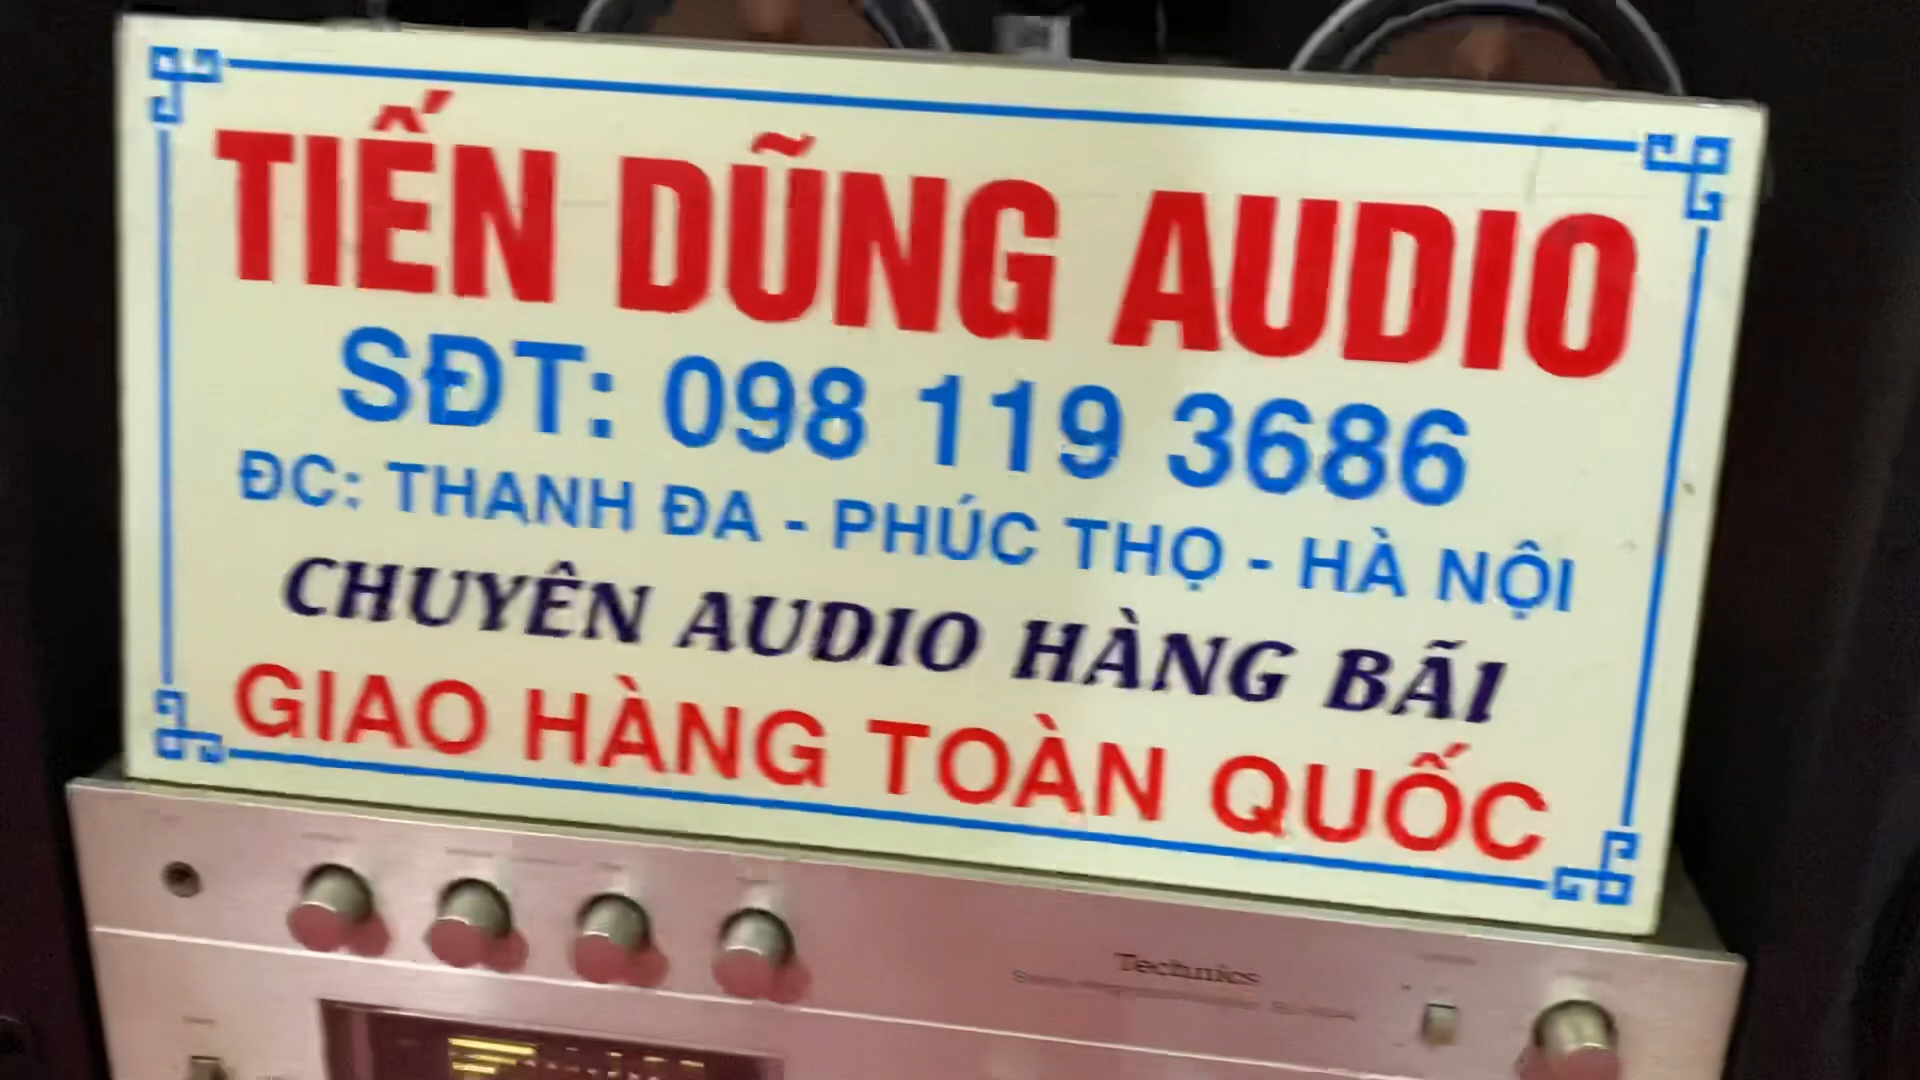 TIẾN DŨNG AUDIO
SĐT: 098 119 3686
ĐC: THANH ĐA - PHÚC THỌ - HÀ NỘI
CHUYÊN AUDIO HÀNG BÃI
GIAO HÀNG TOÀN QUỐC
Technics